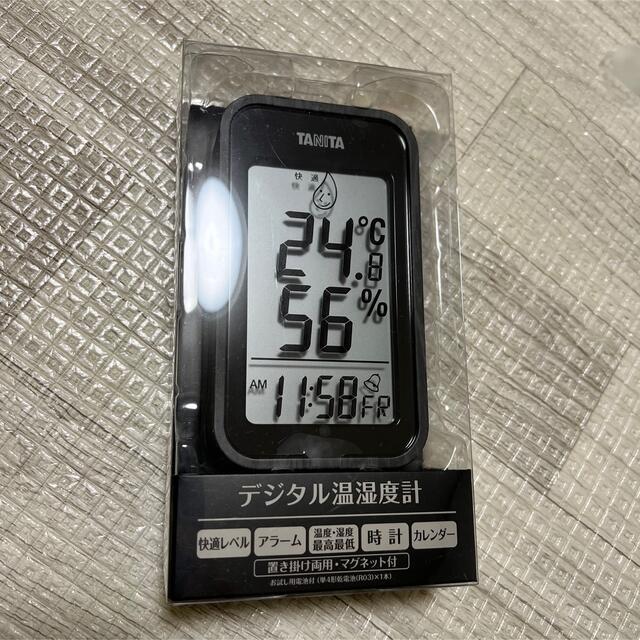 TANITA
快適
24.8°C
56%
AM 11:58 FR
デジタル温湿度計
快適レベル アラーム 温度・湿度 最高最低 時計 カレンダー
置き掛け両用・マグネット付
お試し用電池付(単4形乾電池(R03)×1本)